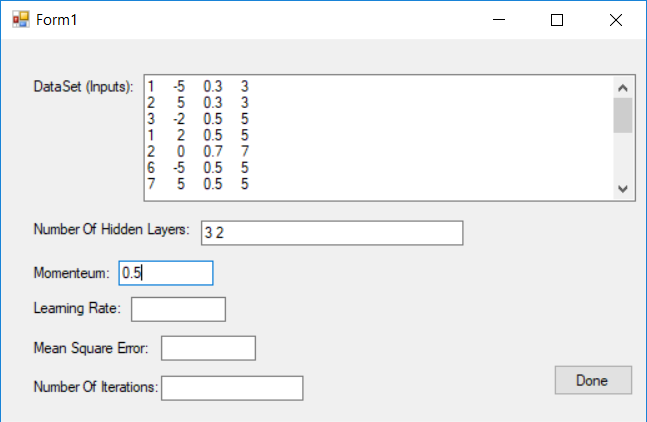 Form1
DataSet (Inputs):
1 -5 0.3 3
2 5 0.3 3
3 -2 0.5 5
1 2 0.5 5
2 0 0.7 7
6 -5 0.5 5
7 5 0.5 5
Number Of Hidden Layers: 3 2
Momenteum: 0.5
Learning Rate:
Mean Square Error:
Number Of Iterations:
Done